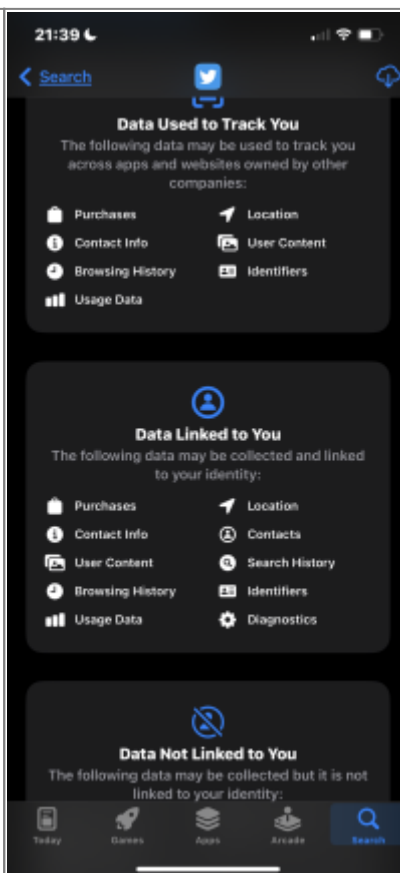 21:39
Search
Data Used to Track You
The following data may be used to track you
across apps and websites owned by other
companies:
Purchases
Location
Contact Info
User Content
Browsing History
Identifiers
Usage Data
Data Linked to You
The following data may be collected and linked
to your identity:
Purchases
Location
Contact Info
Contacts
User Content
Search History
Browsing History
Identifiers
Usage Data
Diagnostics
Data Not Linked to You
The following data may be collected but it is not
linked to your identity:
Today
Games
Apps
Arcade
Search